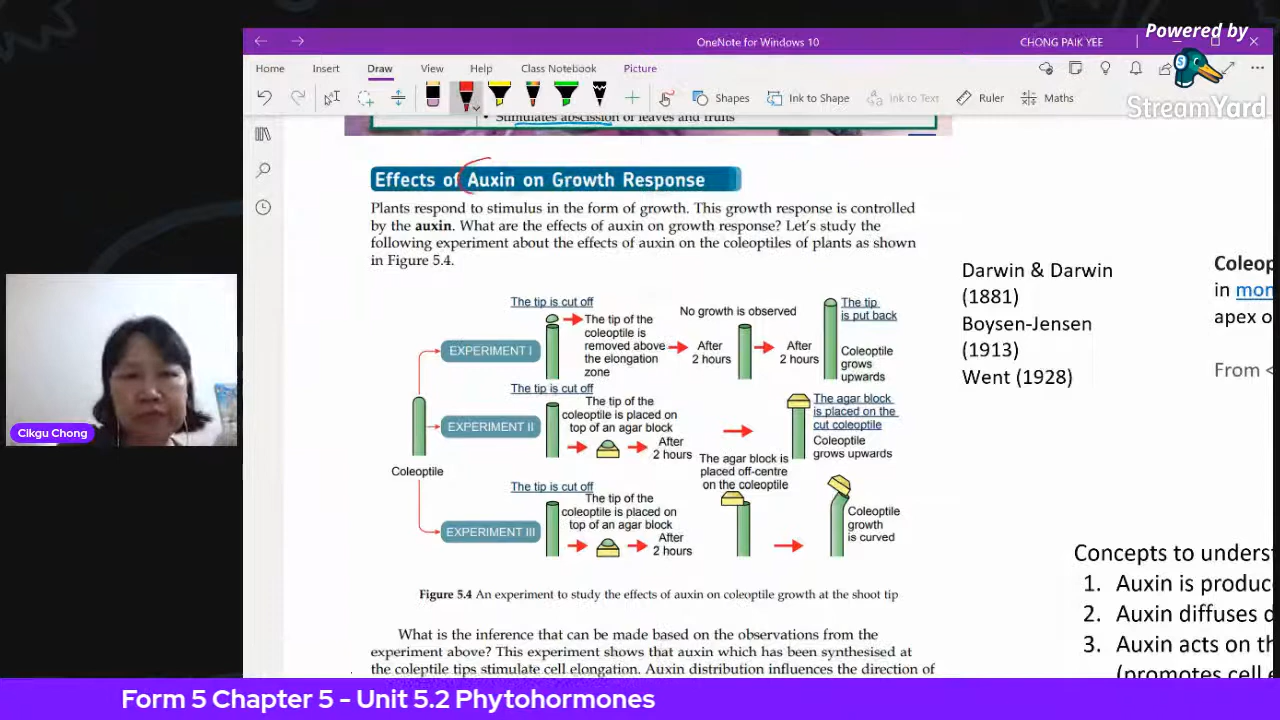 Powered by
StreamYard
OneNote for Windows 10
CHONG PAIK YEE
Home Insert Draw View Help Class Notebook Picture
Shapes Ink to Shape Ink to Text Ruler Maths
• Stimulates abscission of leaves and fruits
Effects of Auxin on Growth Response
Plants respond to stimulus in the form of growth. This growth response is controlled
by the auxin. What are the effects of auxin on growth response? Let's study the
following experiment about the effects of auxin on the coleoptiles of plants as shown
in Figure 5.4.
Darwin & Darwin
(1881)
Boysen-Jensen
(1913)
Went (1928)
Coleop
in mon
apex o
From <
Coleoptile
EXPERIMENT I
The tip is cut off
The tip of the
coleoptile is
removed above
the elongation
zone
After
2 hours
No growth is observed
After
2 hours
The tip
is put back
Coleoptile
grows
upwards
EXPERIMENT II
The tip is cut off
The tip of the
coleoptile is placed on
top of an agar block
After
2 hours
The agar block
is placed on the
cut coleoptile
Coleoptile
grows upwards
EXPERIMENT III
The tip is cut off
The tip of the
coleoptile is placed on
top of an agar block
After
2 hours
The agar block is
placed off-centre
on the coleoptile
Coleoptile
growth
is curved
Figure 5.4 An experiment to study the effects of auxin on coleoptile growth at the shoot tip
What is the inference that can be made based on the observations from the
experiment above? This experiment shows that auxin which has been synthesised at
the coleptile tips stimulate cell elongation. Auxin distribution influences the direction of
Concepts to underst
1. Auxin is produce
2. Auxin diffuses d
3. Auxin acts on th
(promotes cell e
Cikgu Chong
Form 5 Chapter 5 - Unit 5.2 Phytohormones